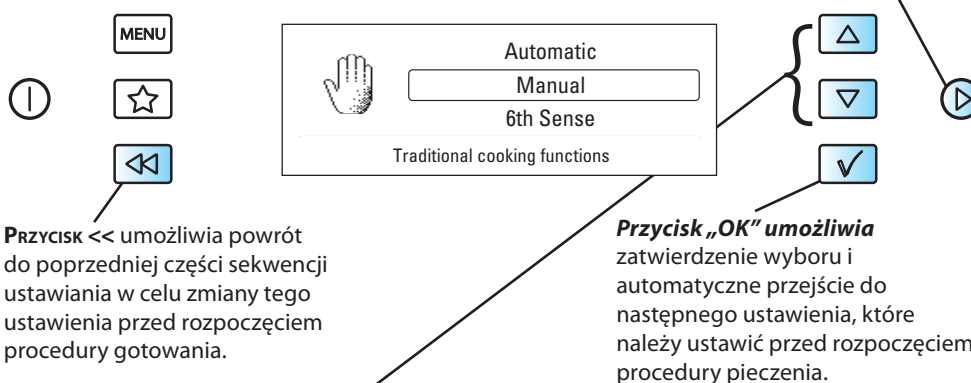 MENU
Automatic
Manual
6th Sense
Traditional cooking functions
Przycisk << umożliwia powrót
do poprzedniej części sekwencji
ustawiania w celu zmiany tego
ustawienia przed rozpoczęciem
procedury gotowania.
Przycisk „OK” umożliwia
zatwierdzenie wyboru i
automatyczne przejście do
następnego ustawienia, które
należy ustawić przed rozpoczęciem
procedury pieczenia.